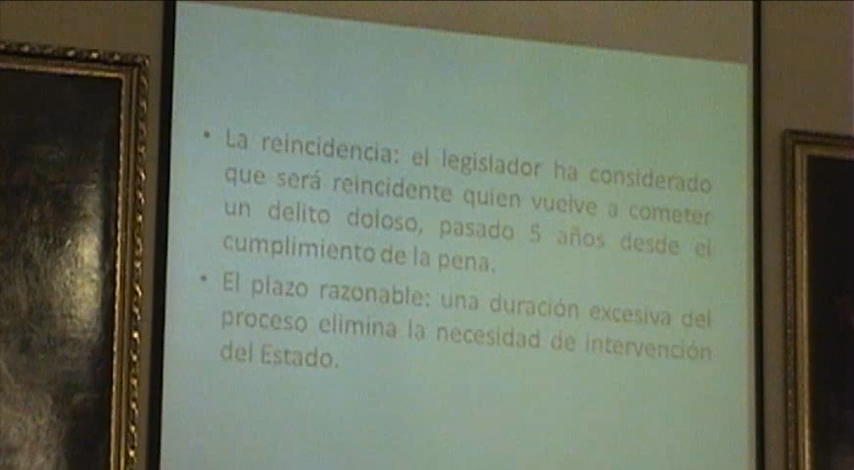 • La reincidencia: el legislador ha considerado
que será reincidente quien vuelve a cometer
un delito doloso, pasado 5 años desde el
cumplimiento de la pena.
• El plazo razonable: una duración excesiva del
proceso elimina la necesidad de intervención
del Estado.